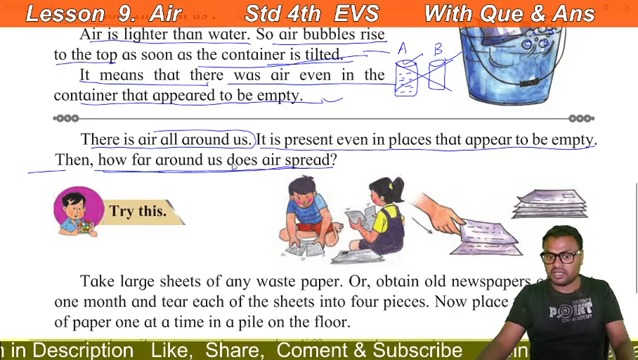 Lesson 9. Air Std 4th EVS With Que & Ans
Air is lighter than water. So air bubbles rise
to the top as soon as the container is tilted.
It means that there was air even in the
container that appeared to be empty.
A B
There is air all around us. It is present even in places that appear to be empty.
Then, how far around us does air spread?
Try this.
Take large sheets of any waste paper. Or, obtain old newspapers
one month and tear each of the sheets into four pieces. Now place
of paper one at a time in a pile on the floor.
POINT
in Description Like, Share, Coment & Subscribe